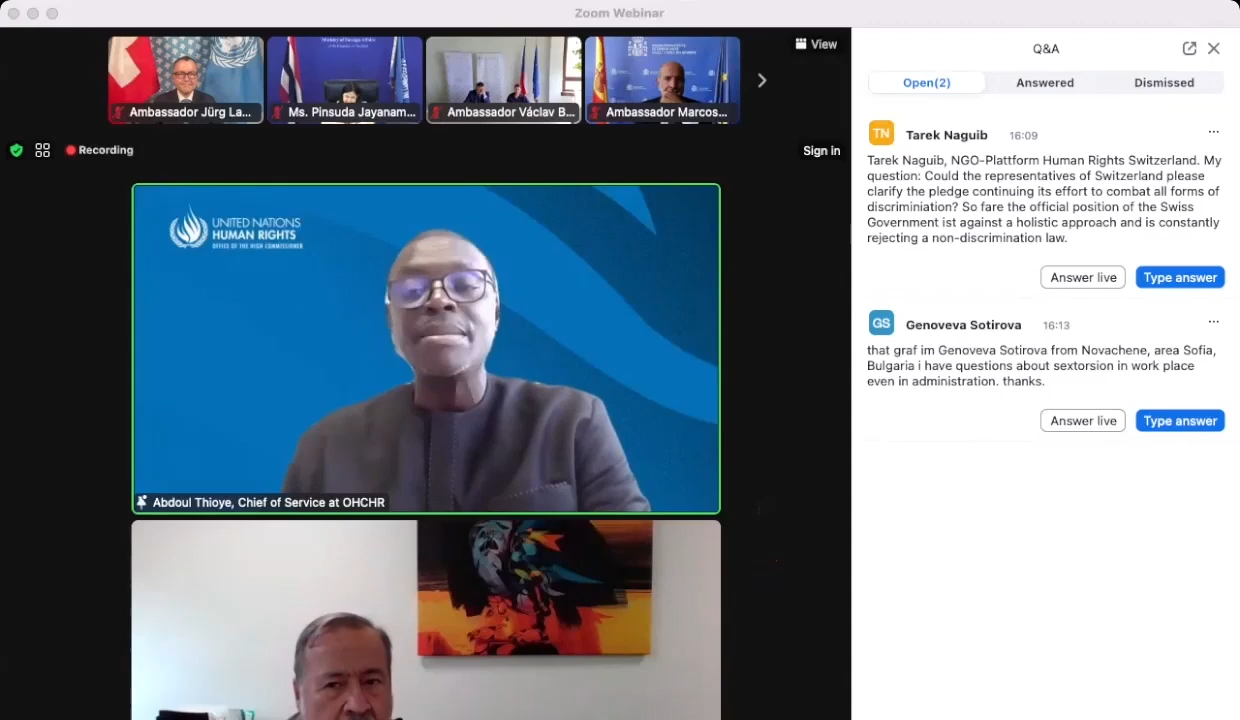 Zoom Webinar
View
Ministry of Foreign Affairs
Ambassador Jürg La...
Ms. Pinsuda Jayanam...
Ambassador Václav B...
Ambassador Marcos...
Recording
Sign in
UNITED NATIONS
HUMAN RIGHTS
OFFICE OF THE HIGH COMMISSIONER
Abdoul Thioye, Chief of Service at OHCHR
Q&A
Open(2)
Answered
Dismissed
TN
Tarek Naguib
16:09
Tarek Naguib, NGO-Plattform Human Rights Switzerland. My
question: Could the representatives of Switzerland please
clarify the pledge continuing its effort to combat all forms of
discriminiation? So fare the official position of the Swiss
Government ist against a holistic approach and is constantly
rejecting a non-discrimination law.
Answer live
Type answer
GS
Genoveva Sotirova
16:13
that graf im Genoveva Sotirova from Novachene, area Sofia,
Bulgaria i have questions about sextorsion in work place
even in administration. thanks.
Answer live
Type answer